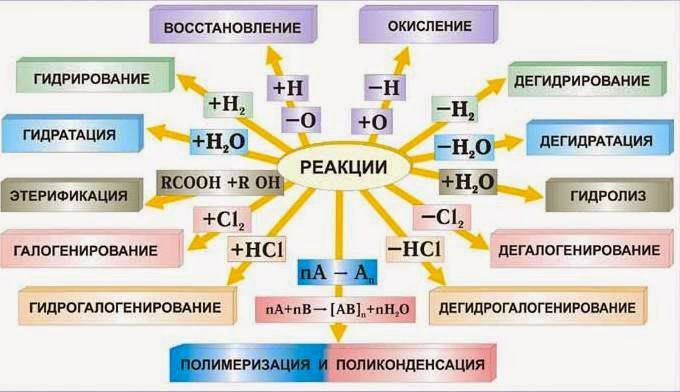 ВОССТАНОВЛЕНИЕ
ОКИСЛЕНИЕ
ГИДРИРОВАНИЕ
+H
−H
ДЕГИДРИРОВАНИЕ
+H₂
−O
+O
−H₂
ГИДРАТАЦИЯ
+H₂O
−H₂O
ДЕГИДРАТАЦИЯ
РЕАКЦИИ
ЭТЕРИФИКАЦИЯ
RCOOH +R OH
+H₂O
ГИДРОЛИЗ
+Cl₂
−Cl₂
ГАЛОГЕНИРОВАНИЕ
+HCl
−HCl
ДЕГАЛОГЕНИРОВАНИЕ
nA − Aₙ
ГИДРОГАЛОГЕНИРОВАНИЕ
nA+nB→[AB]ₙ+nH₂O
ДЕГИДРОГАЛОГЕНИРОВАНИЕ
ПОЛИМЕРИЗАЦИЯ И ПОЛИКОНДЕНСАЦИЯ